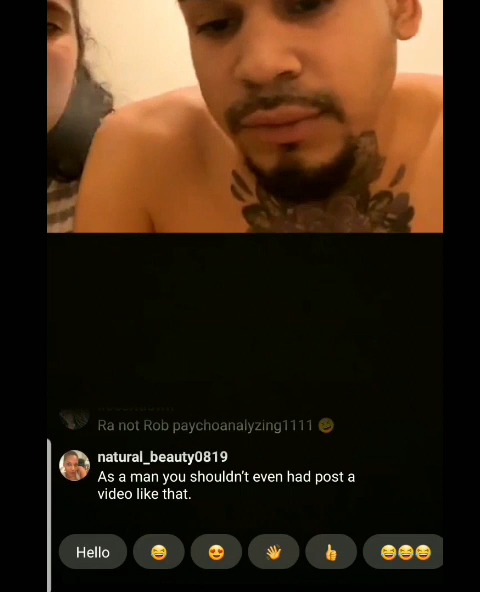 Ra not Rob paychoanalyzing1111 🤣
natural_beauty0819
As a man you shouldn't even had post a
video like that.
Hello